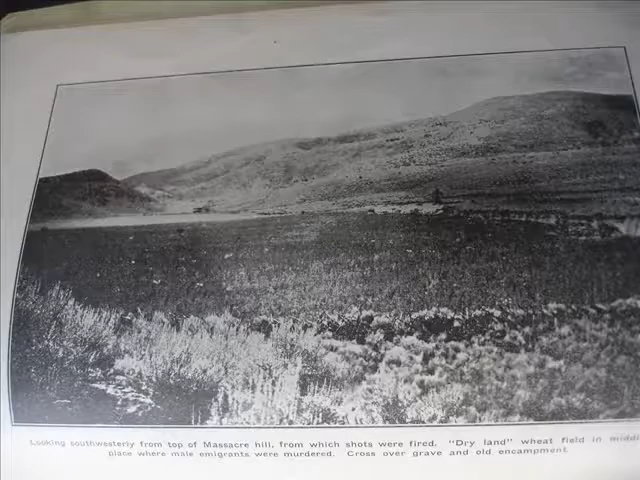 Looking southwesterly from top of Massacre hill, from which shots were fired. "Dry land" wheat field in
place where male emigrants were murdered. Cross over grave and old encampment.